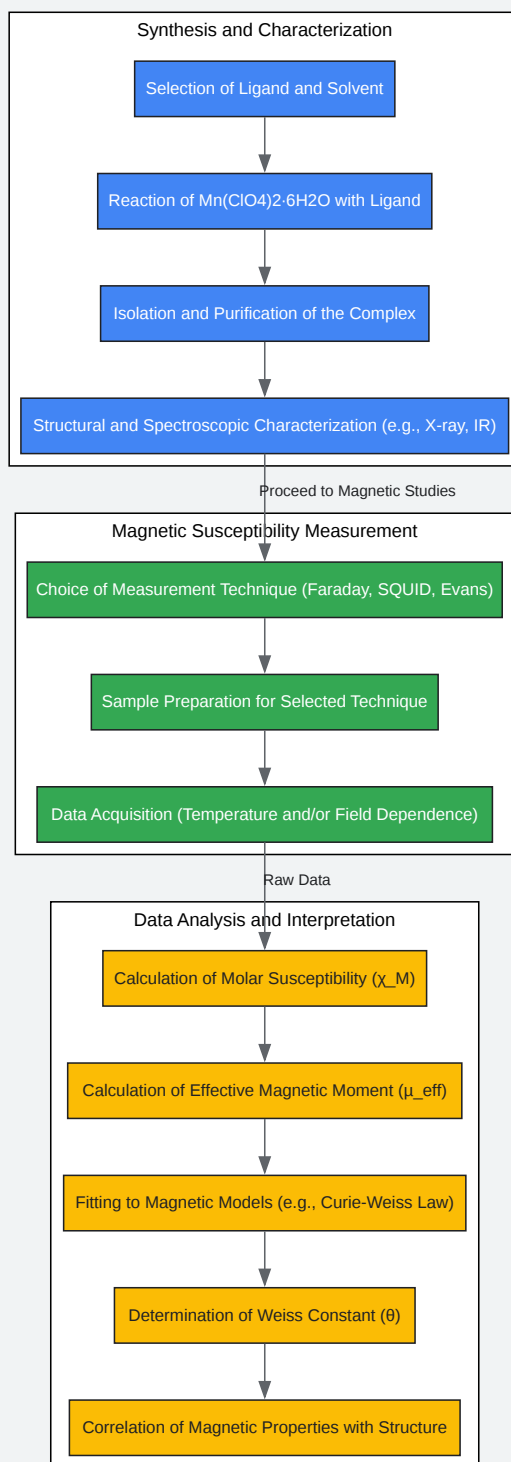 Synthesis and Characterization
Selection of Ligand and Solvent
Reaction of Mn(ClO4)2·6H2O with Ligand
Isolation and Purification of the Complex
Structural and Spectroscopic Characterization (e.g., X-ray, IR)
Proceed to Magnetic Studies
Magnetic Susceptibility Measurement
Choice of Measurement Technique (Faraday, SQUID, Evans)
Sample Preparation for Selected Technique
Data Acquisition (Temperature and/or Field Dependence)
Raw Data
Data Analysis and Interpretation
Calculation of Molar Susceptibility (χ_M)
Calculation of Effective Magnetic Moment (μ_eff)
Fitting to Magnetic Models (e.g., Curie-Weiss Law)
Determination of Weiss Constant (θ)
Correlation of Magnetic Properties with Structure